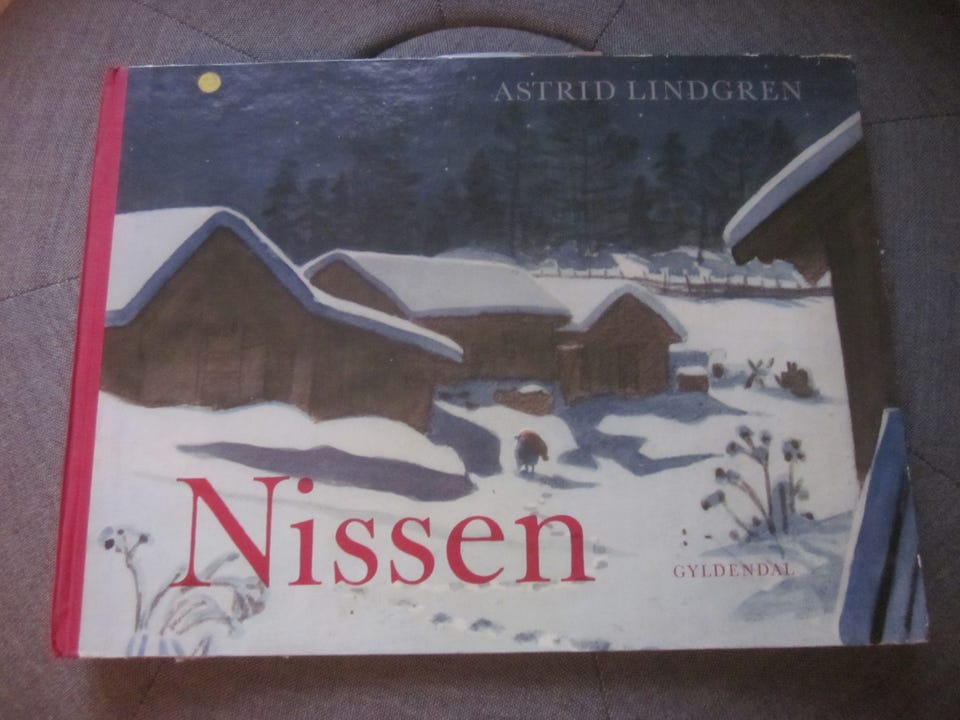 ASTRID LINDGREN
Nissen
GYLDENDAL